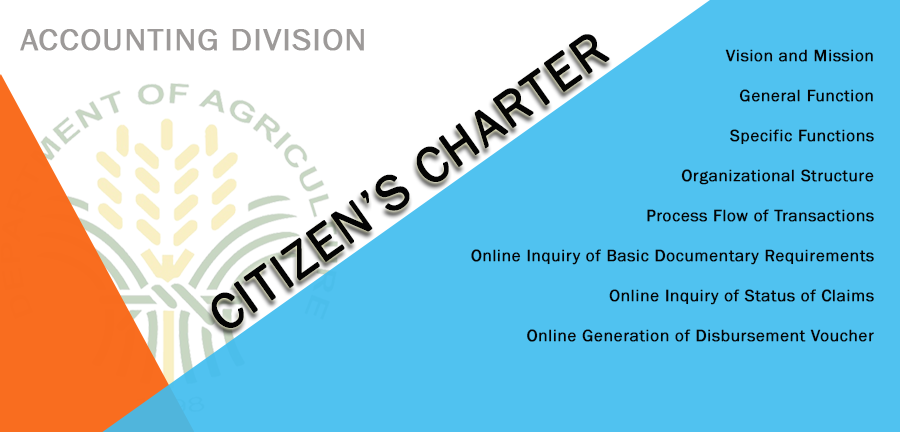 ACCOUNTING DIVISION
MENT OF AGRICULTURE
CITIZEN'S CHARTER
Vision and Mission
General Function
Specific Functions
Organizational Structure
Process Flow of Transactions
Online Inquiry of Basic Documentary Requirements
Online Inquiry of Status of Claims
Online Generation of Disbursement Voucher